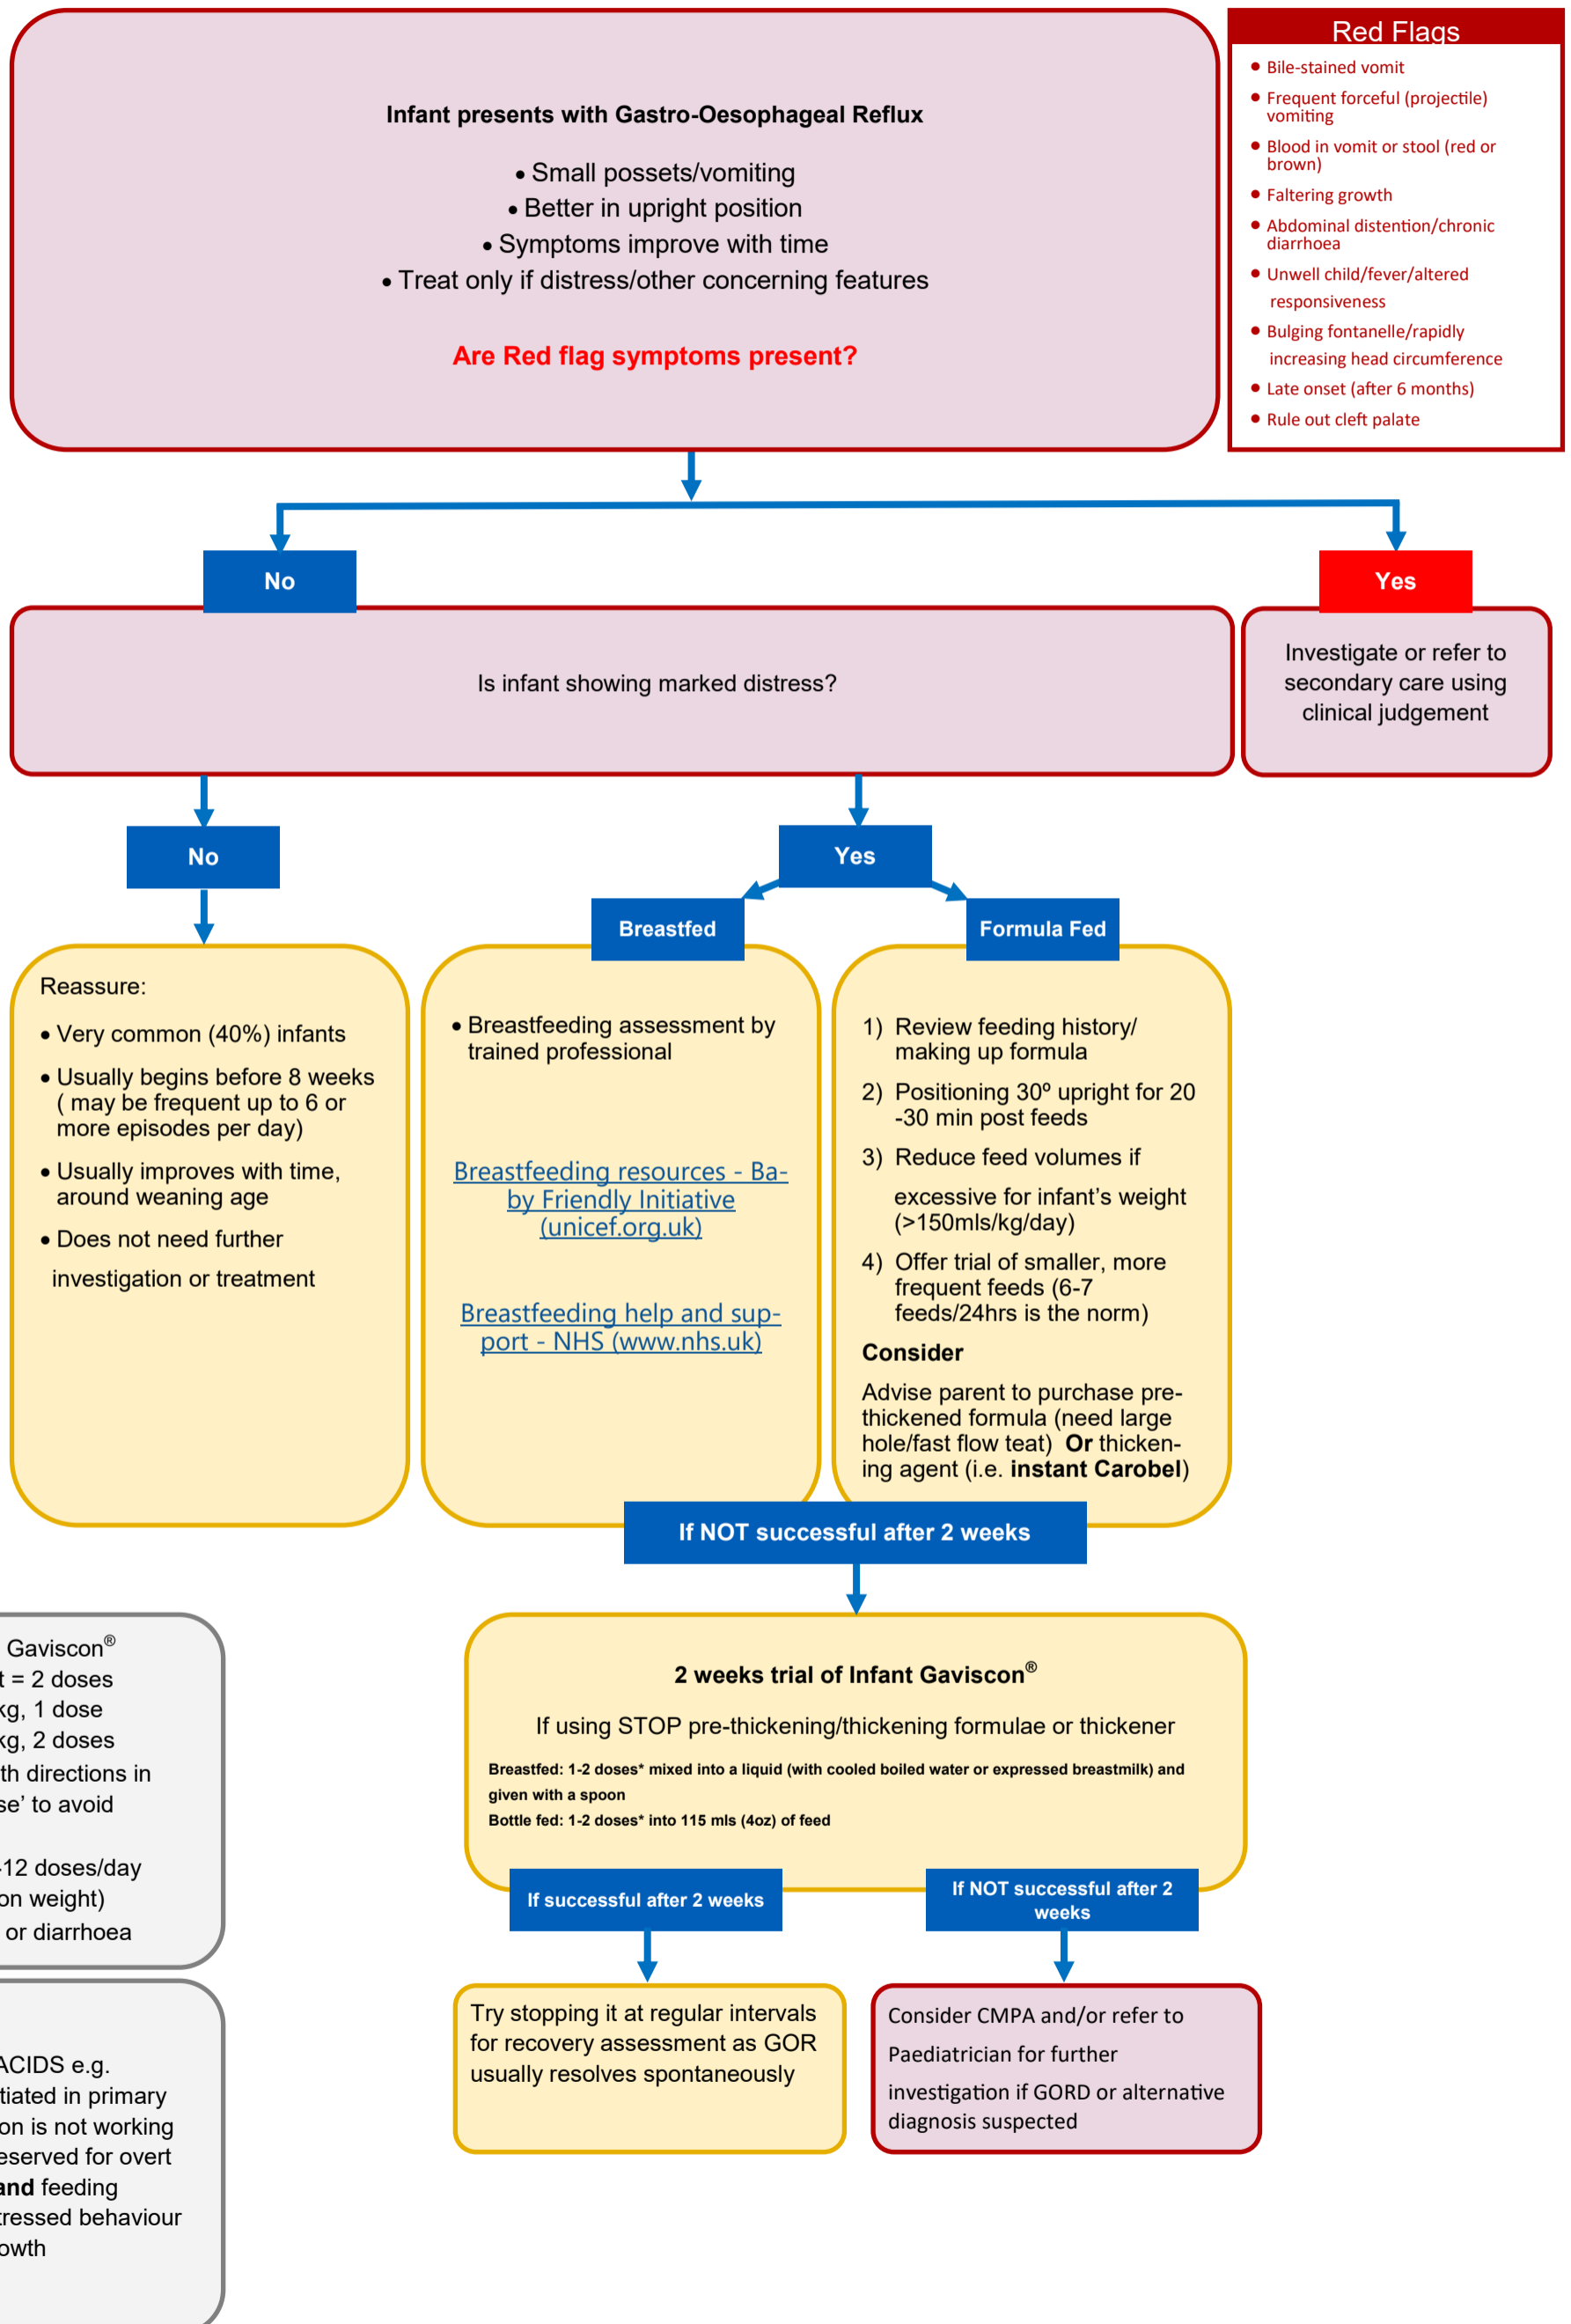 Infant presents with Gastro-Oesophageal Reflux
• Small possets/vomiting
• Better in upright position
• Symptoms improve with time
• Treat only if distress/other concerning features
Are Red flag symptoms present?
Red Flags
• Bile-stained vomit
• Frequent forceful (projectile)
vomiting
• Blood in vomit or stool (red or
brown)
• Faltering growth
• Abdominal distention/chronic
diarrhoea
• Unwell child/fever/altered
responsiveness
• Bulging fontanelle/rapidly
increasing head circumference
• Late onset (after 6 months)
• Rule out cleft palate
No
Yes
Is infant showing marked distress?
Investigate or refer to
secondary care using
clinical judgement
No
Yes
Breastfed
Formula Fed
Reassure:
• Very common (40%) infants
• Usually begins before 8 weeks
( may be frequent up to 6 or
more episodes per day)
• Usually improves with time,
around weaning age
• Does not need further
investigation or treatment
• Breastfeeding assessment by
trained professional
Breastfeeding resources - Ba-
by Friendly Initiative
(unicef.org.uk)
Breastfeeding help and sup-
port - NHS (www.nhs.uk)
1) Review feeding history/
making up formula
2) Positioning 30º upright for 20
-30 min post feeds
3) Reduce feed volumes if
excessive for infant's weight
(>150mls/kg/day)
4) Offer trial of smaller, more
frequent feeds (6-7
feeds/24hrs is the norm)
Consider
Advise parent to purchase pre-
thickened formula (need large
hole/fast flow teat) Or thicken-
ing agent (i.e. instant Carobel)
If NOT successful after 2 weeks
Gaviscon®
t = 2 doses
kg, 1 dose
kg, 2 doses
th directions in
se' to avoid
-12 doses/day
on weight)
or diarrhoea
2 weeks trial of Infant Gaviscon®
If using STOP pre-thickening/thickening formulae or thickener
Breastfed: 1-2 doses* mixed into a liquid (with cooled boiled water or expressed breastmilk) and
given with a spoon
Bottle fed: 1-2 doses* into 115 mls (4oz) of feed
If successful after 2 weeks
If NOT successful after 2
weeks
Try stopping it at regular intervals
for recovery assessment as GOR
usually resolves spontaneously
Consider CMPA and/or refer to
Paediatrician for further
investigation if GORD or alternative
diagnosis suspected
ACIDS e.g.
tiated in primary
on is not working
eserved for overt
and feeding
tressed behaviour
owth